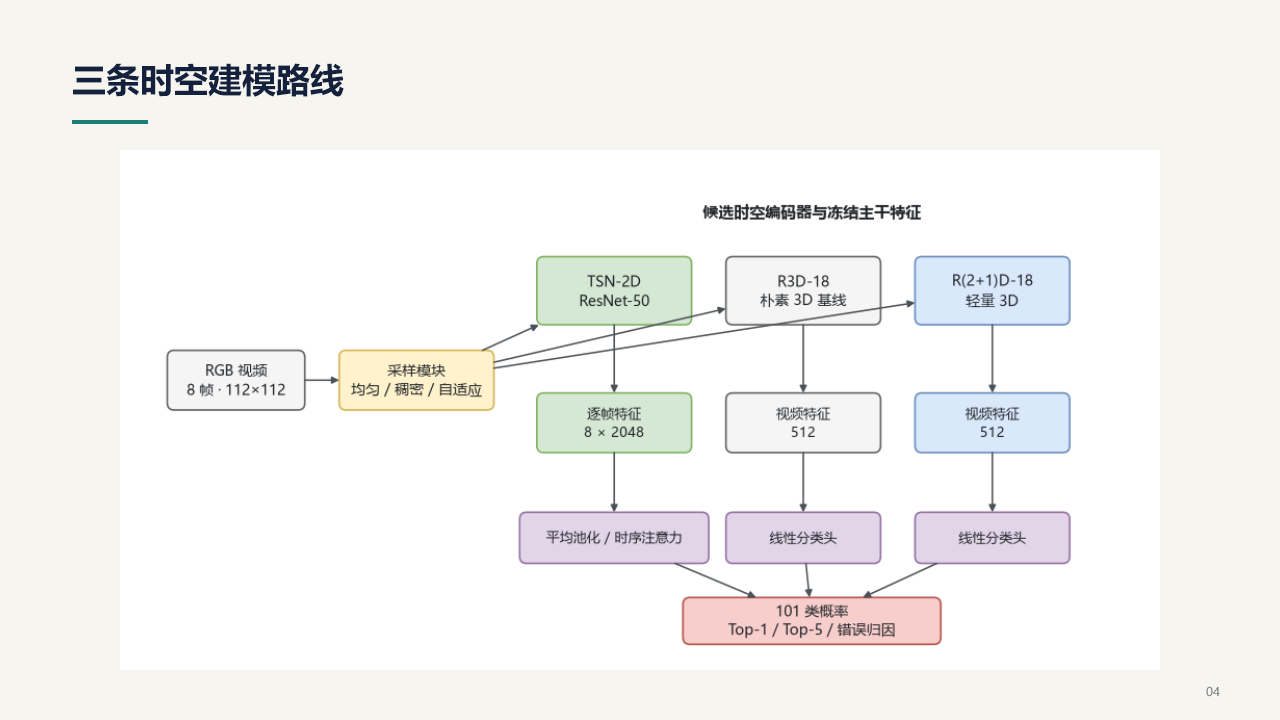 三条时空建模路线
候选时空编码器与冻结主干特征
TSN-2D
ResNet-50
R3D-18
朴素 3D 基线
R(2+1)D-18
轻量 3D
RGB 视频
8 帧 · 112×112
采样模块
均匀 / 稠密 / 自适应
逐帧特征
8 × 2048
视频特征
512
视频特征
512
平均池化 / 时序注意力
线性分类头
线性分类头
101 类概率
Top-1 / Top-5 / 错误归因
04